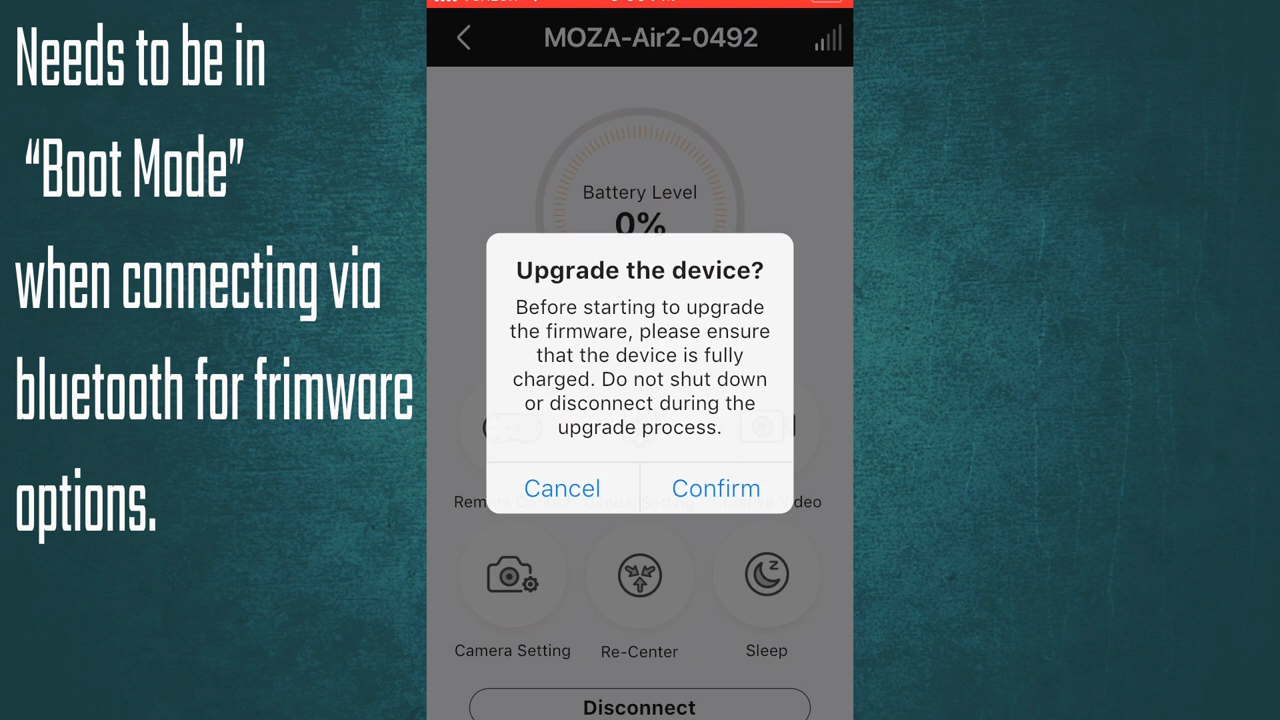 Needs to be in
“Boot Mode”
when connecting via
bluetooth for frimware
options.
MOZA-Air2-0492
Battery Level
0%
Upgrade the device?
Before starting to upgrade
the firmware, please ensure
that the device is fully
charged. Do not shut down
or disconnect during the
upgrade process.
Cancel
Confirm
Camera Setting
Re-Center
Sleep
Disconnect